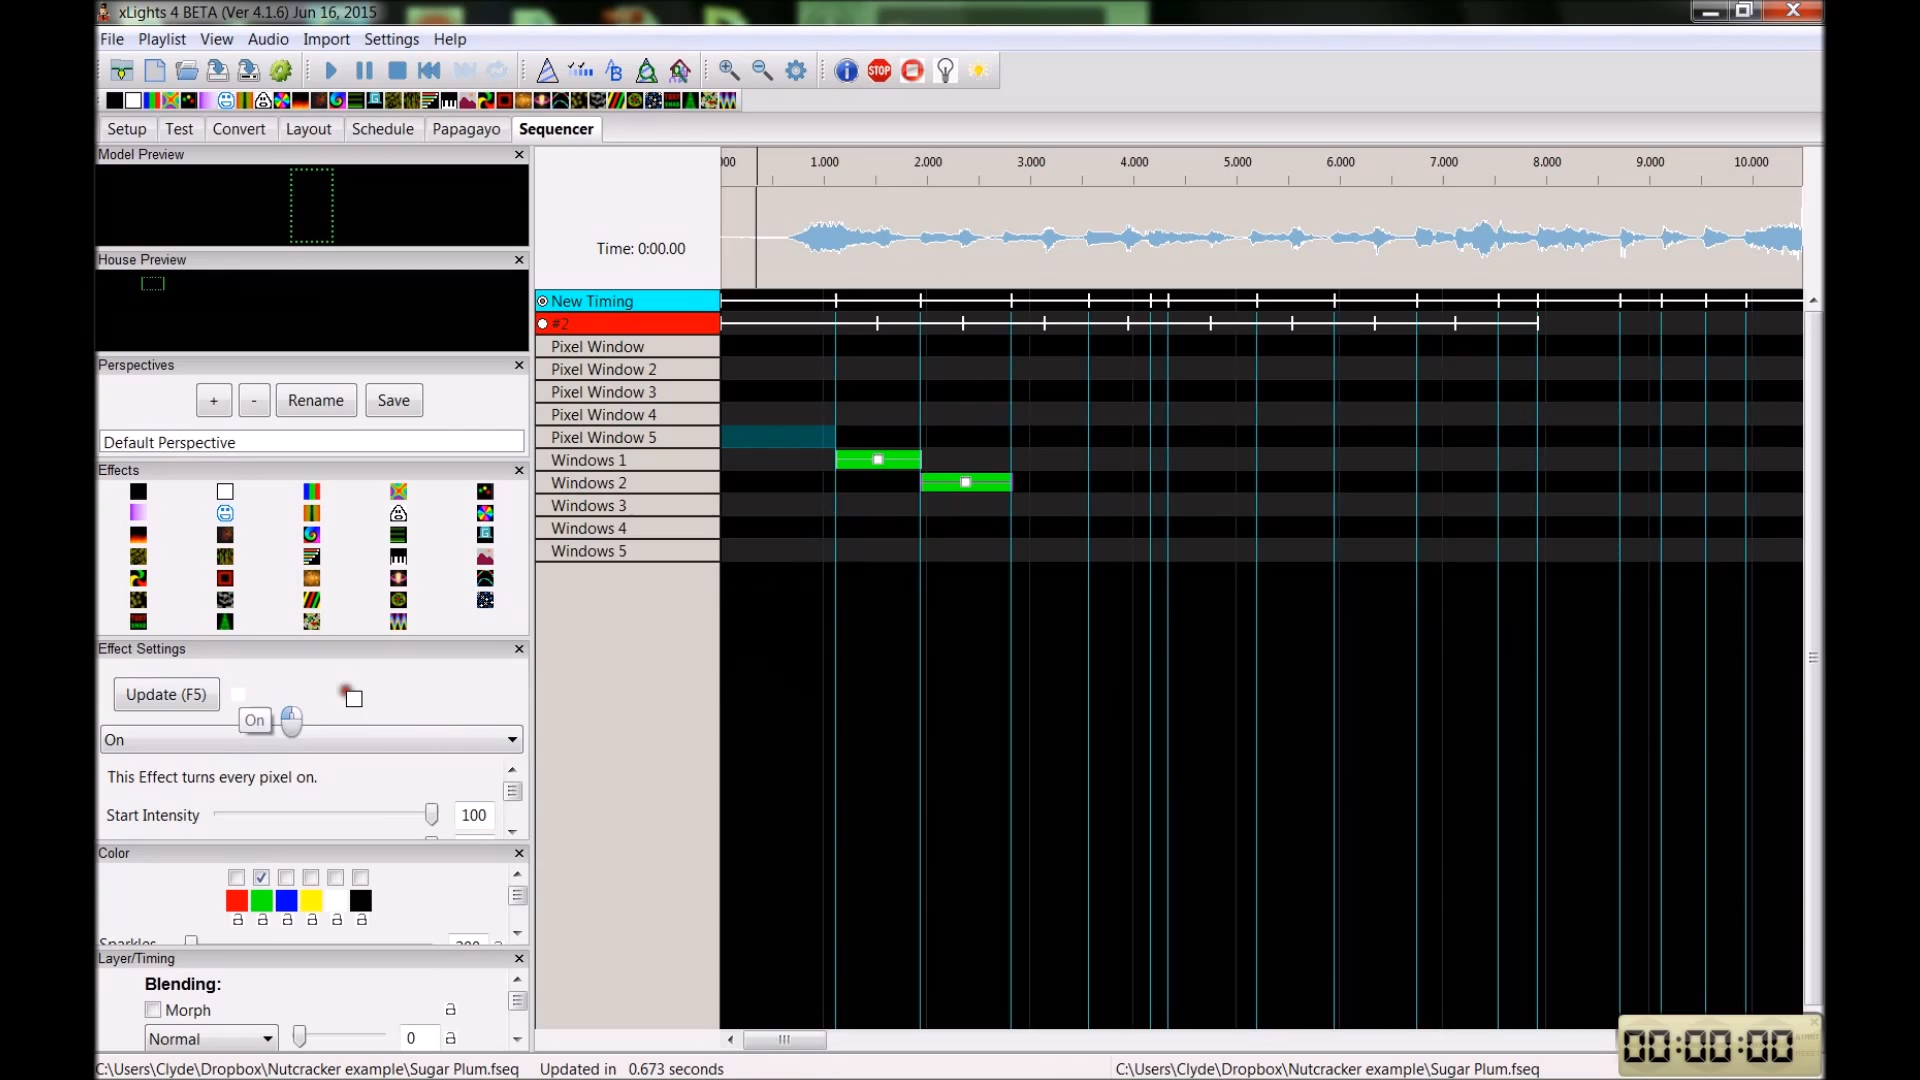 xLights 4 BETA (Ver 4.1.6) Jun 16, 2015
File Playlist View Audio Import Settings Help
STOP
Setup Test Convert Layout Schedule Papagayo Sequencer
Model Preview
House Preview
Perspectives
+ - Rename Save
Default Perspective
Effects
Effect Settings
Update (F5)
On
On
This Effect turns every pixel on.
Start Intensity 100
Color
Sparkles 200
Layer/Timing
Blending:
Morph
Normal 0
1.000 2.000 3.000 4.000 5.000 6.000 7.000 8.000 9.000 10.000
Time: 0:00.00
New Timing
#2
Pixel Window
Pixel Window 2
Pixel Window 3
Pixel Window 4
Pixel Window 5
Windows 1
Windows 2
Windows 3
Windows 4
Windows 5
00:00:00
C:\Users\Clyde\Dropbox\Nutcracker example\Sugar Plum.fseq Updated in 0.673 seconds C:\Users\Clyde\Dropbox\Nutcracker example\Sugar Plum.fseq